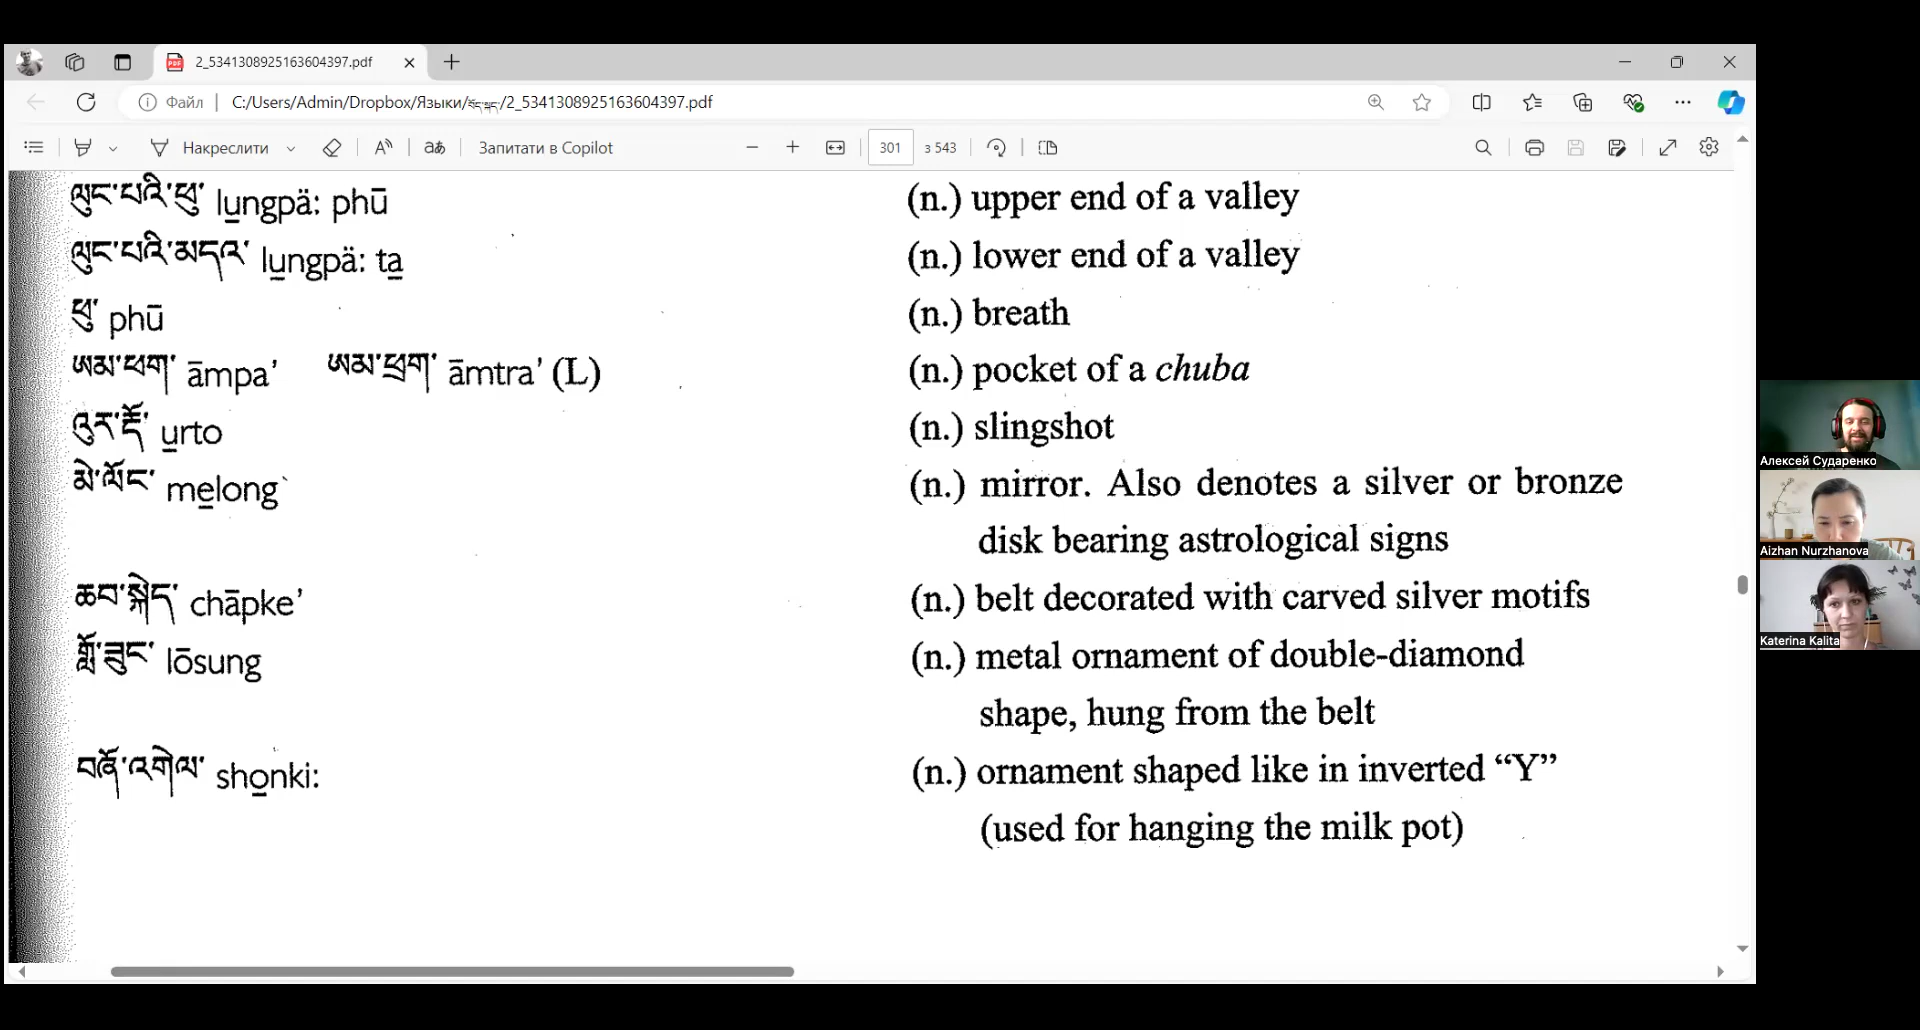 2_5341308925163604397.pdf
Файл | C:/Users/Admin/Dropbox/Языки/བོད་སྐད་/2_5341308925163604397.pdf
Накреслити Запитати в Copilot 301 з 543
ལུང་པའི་ཕུ་ lungpä: phū (n.) upper end of a valley
ལུང་པའི་མདའ་ lungpä: ta (n.) lower end of a valley
ཕུ་ phū (n.) breath
ཨམ་ཕག་ āmpa’ ཨམ་ཕྲག་ āmtra’ (L) (n.) pocket of a chuba
འུར་རྡོ་ urto (n.) slingshot
མེ་ལོང་ melong (n.) mirror. Also denotes a silver or bronze
disk bearing astrological signs
ཆབ་སྐེད་ chāpke’ (n.) belt decorated with carved silver motifs
གློ་ཟུང་ lōsung (n.) metal ornament of double-diamond
shape, hung from the belt
བཞོ་འགེལ་ shonki: (n.) ornament shaped like in inverted “Y”
(used for hanging the milk pot)
Алексей Сударенко
Aizhan Nurzhanova
Katerina Kalita